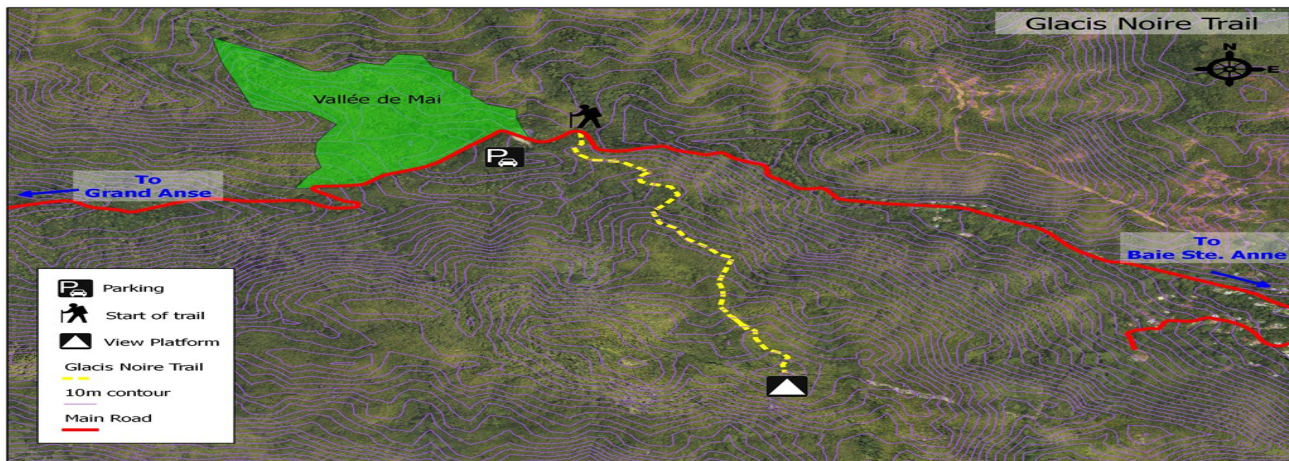 Glacis Noire Trail
N
E
Vallée de Mai
P
To
Grand Anse
To
Baie Ste. Anne
P
Parking
Start of trail
View Platform
Glacis Noire Trail
10m contour
Main Road